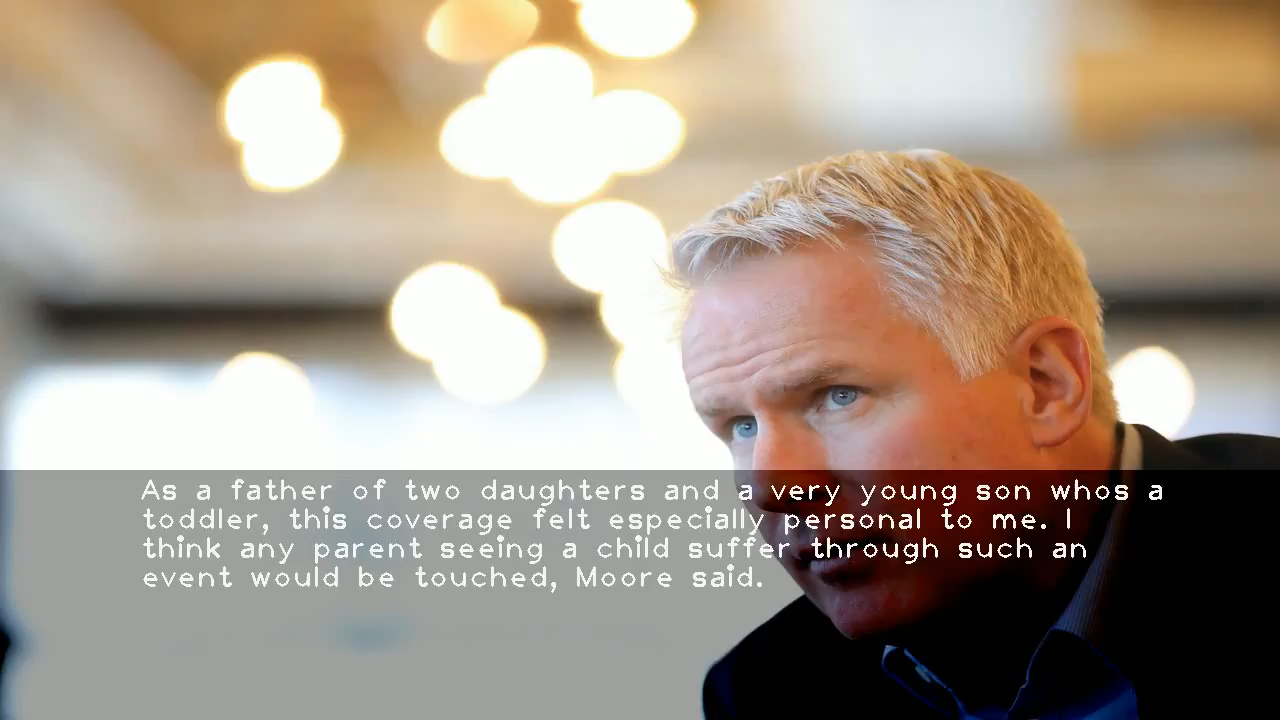 As a father of two daughters and a very young son whos a
toddler, this coverage felt especially personal to me. I
think any parent seeing a child suffer through such an
event would be touched, Moore said.